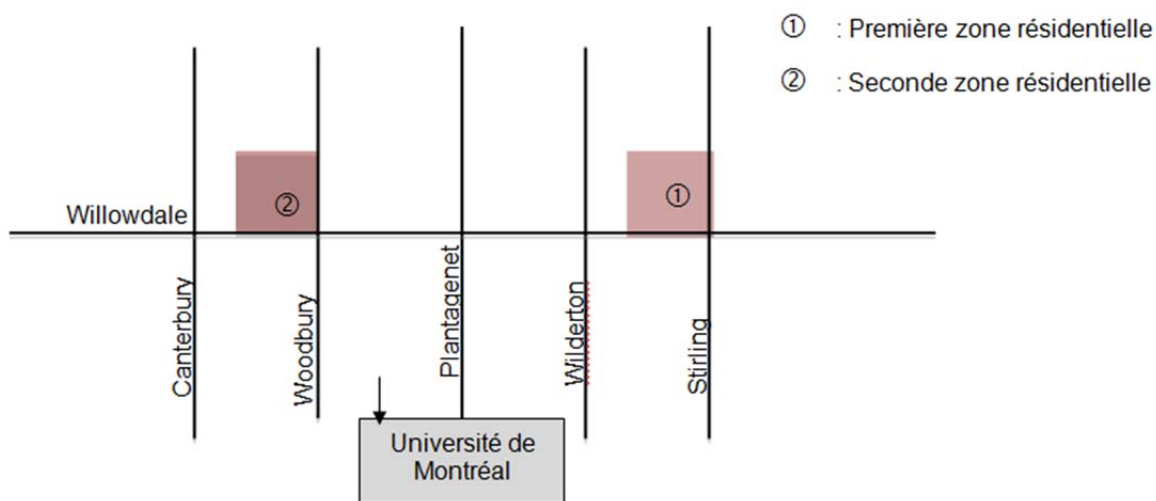 ① : Première zone résidentielle
② : Seconde zone résidentielle
②
①
Willowdale
Canterbury
Woodbury
Plantagenet
Wilderton
Stirling
Université de
Montréal